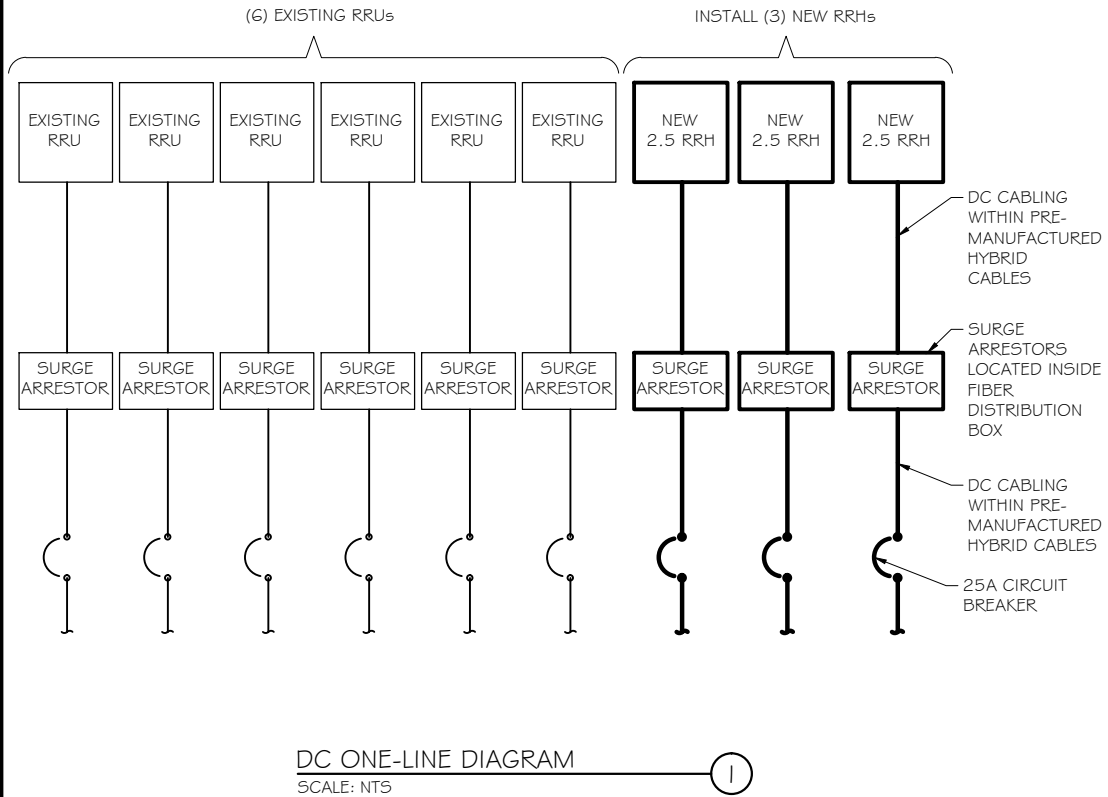 (6) EXISTING RRUs
INSTALL (3) NEW RRHs
EXISTING
RRU
EXISTING
RRU
EXISTING
RRU
EXISTING
RRU
EXISTING
RRU
EXISTING
RRU
NEW
2.5 RRH
NEW
2.5 RRH
NEW
2.5 RRH
DC CABLING
WITHIN PRE-
MANUFACTURED
HYBRID
CABLES
SURGE
ARRESTOR
SURGE
ARRESTOR
SURGE
ARRESTOR
SURGE
ARRESTOR
SURGE
ARRESTOR
SURGE
ARRESTOR
SURGE
ARRESTOR
SURGE
ARRESTOR
SURGE
ARRESTOR
SURGE
ARRESTORS
LOCATED INSIDE
FIBER
DISTRIBUTION
BOX
DC CABLING
WITHIN PRE-
MANUFACTURED
HYBRID CABLES
25A CIRCUIT
BREAKER
DC ONE-LINE DIAGRAM
SCALE: NTS
1